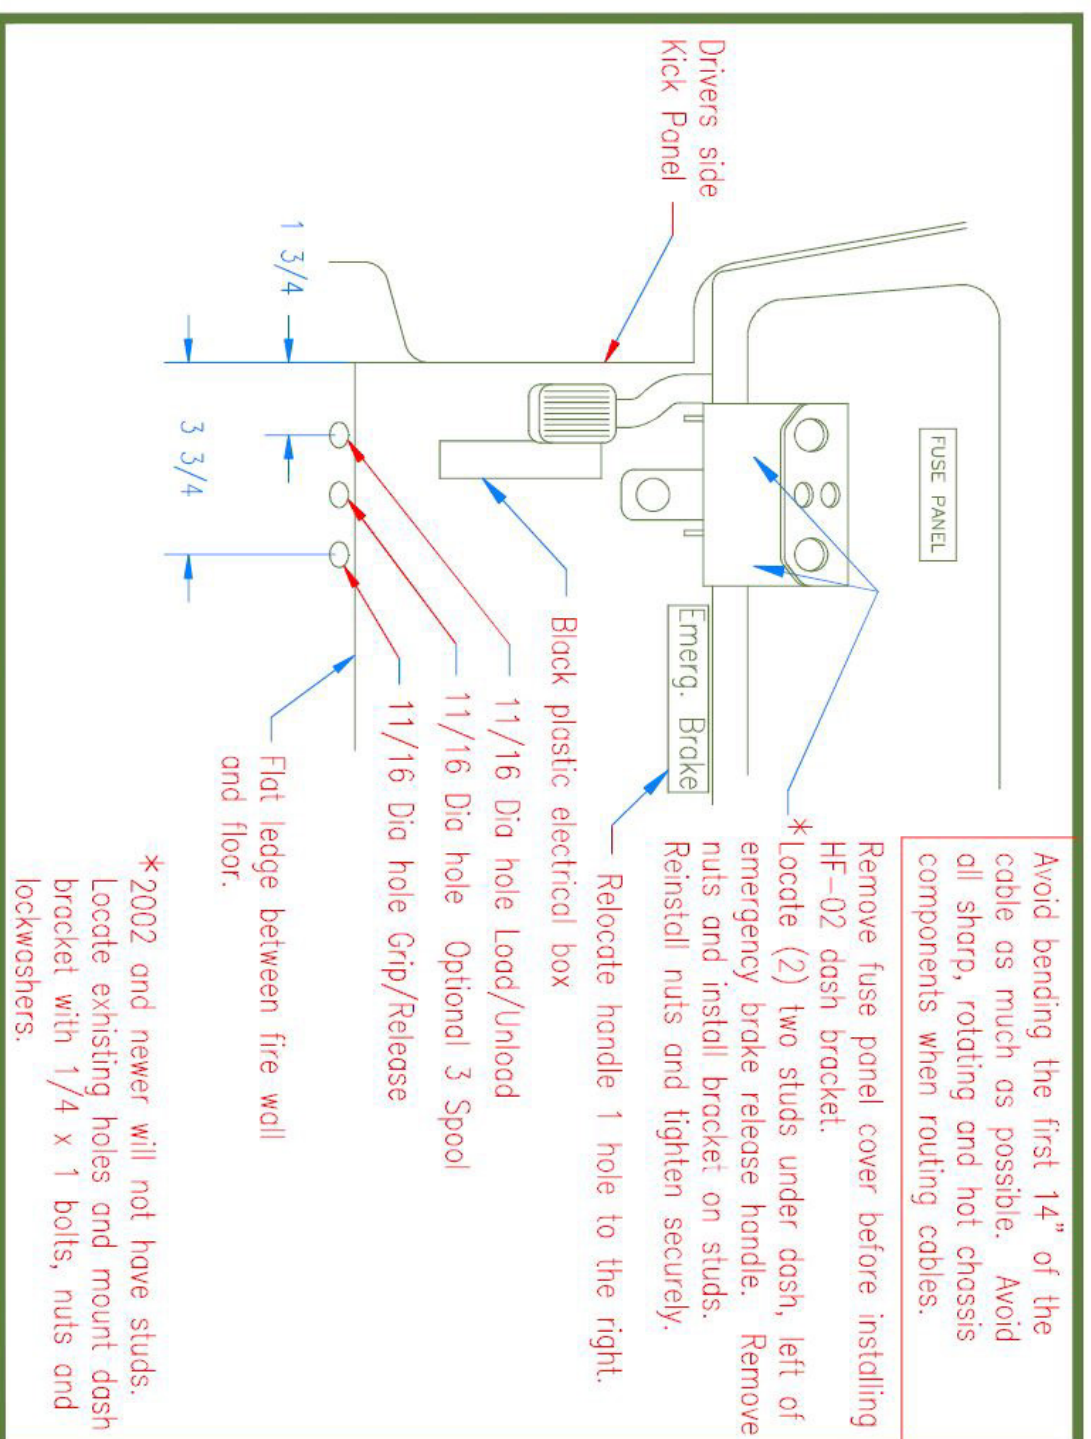 Avoid bending the first 14" of the
cable as much as possible. Avoid
all sharp, rotating and hot chassis
components when routing cables.
FUSE PANEL
Remove fuse panel cover before installing
HF-02 dash bracket.
*Locate (2) two studs under dash, left of
emergency brake release handle. Remove
nuts and install bracket on studs.
Reinstall nuts and tighten securely.
Drivers side
Kick Panel
Emerg. Brake
Relocate handle 1 hole to the right.
Black plastic electrical box
11/16 Dia hole Load/Unload
11/16 Dia hole Optional 3 Spool
11/16 Dia hole Grip/Release
1 3/4
3 3/4
Flat ledge between fire wall
and floor.
*2002 and newer will not have studs.
Locate exhisting holes and mount dash
bracket with 1/4 x 1 bolts, nuts and
lockwashers.